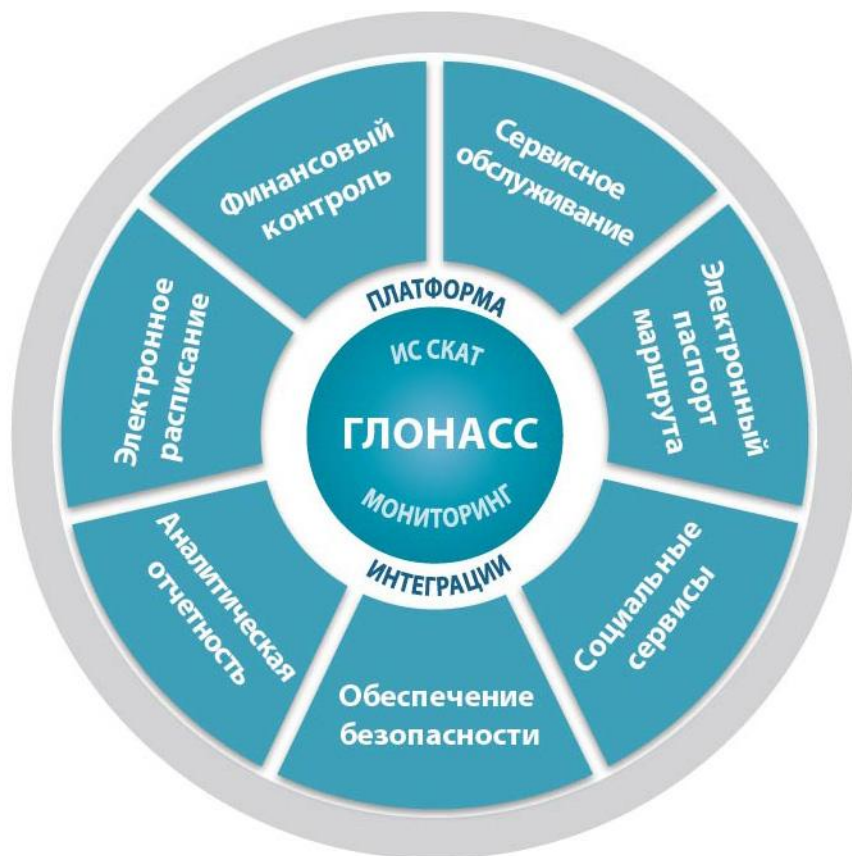 Финансовый
контроль
Сервисное
обслуживание
Электронный
паспорт
маршрута
Социальные
сервисы
Обеспечение
безопасности
Аналитическая
отчетность
Электронное
расписание
ПЛАТФОРМА
ИС СКАТ
ГЛОНАСС
МОНИТОРИНГ
ИНТЕГРАЦИИ